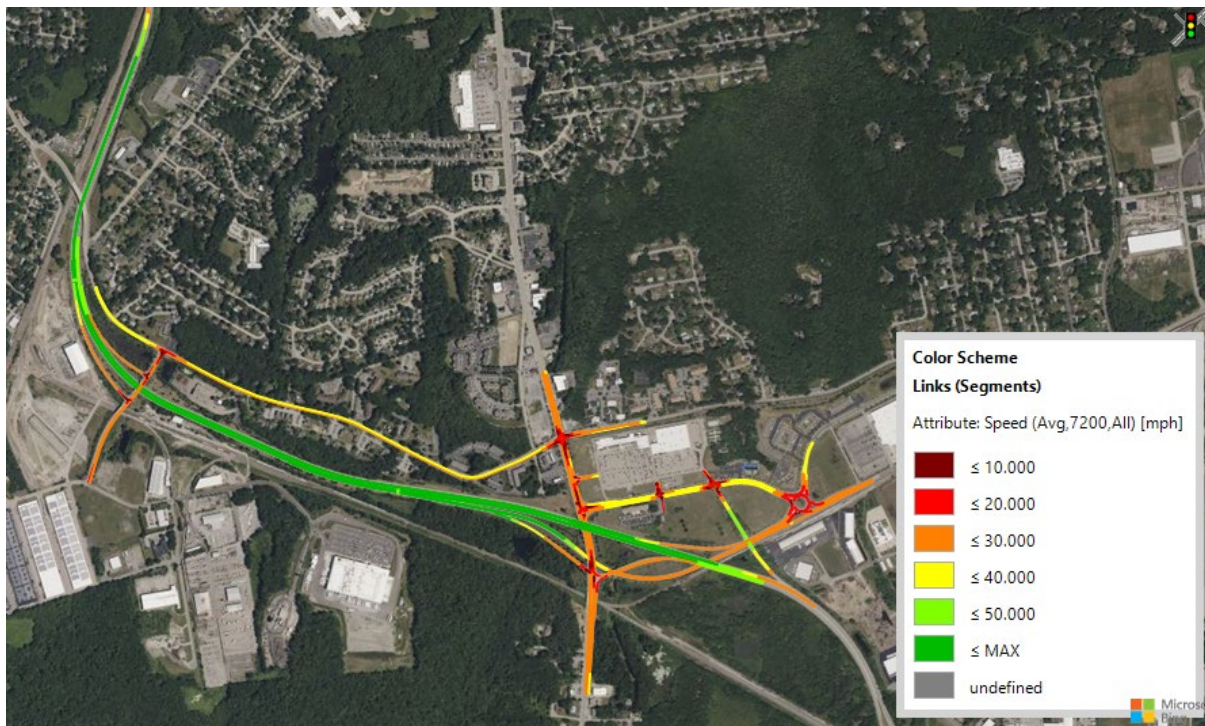 Color Scheme
Links (Segments)
Attribute: Speed (Avg,7200,All) [mph]
≤ 10.000
≤ 20.000
≤ 30.000
≤ 40.000
≤ 50.000
≤ MAX
undefined